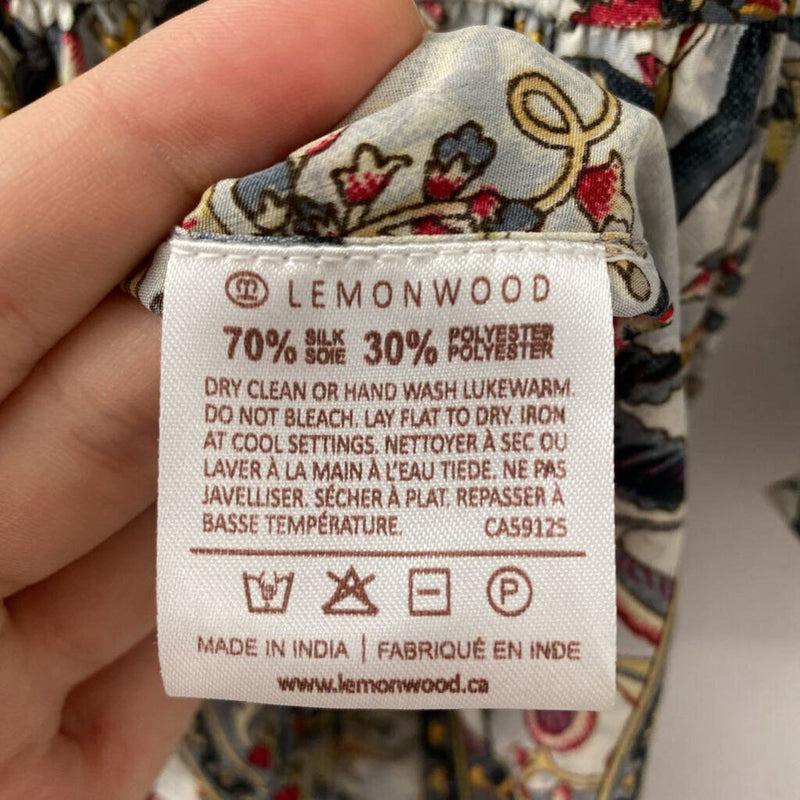 LEMONWOOD
70% SILK SOIE 30% POLYESTER POLYESTER
DRY CLEAN OR HAND WASH LUKEWARM.
DO NOT BLEACH. LAY FLAT TO DRY. IRON
AT COOL SETTINGS. NETTOYER À SEC OU
LAVER À LA MAIN À L'EAU TIEDE. NE PAS
JAVELLISER. SÉCHER À PLAT. REPASSER À
BASSE TEMPÉRATURE. CA59125
P
MADE IN INDIA | FABRIQUÉ EN INDE
www.lemonwood.ca